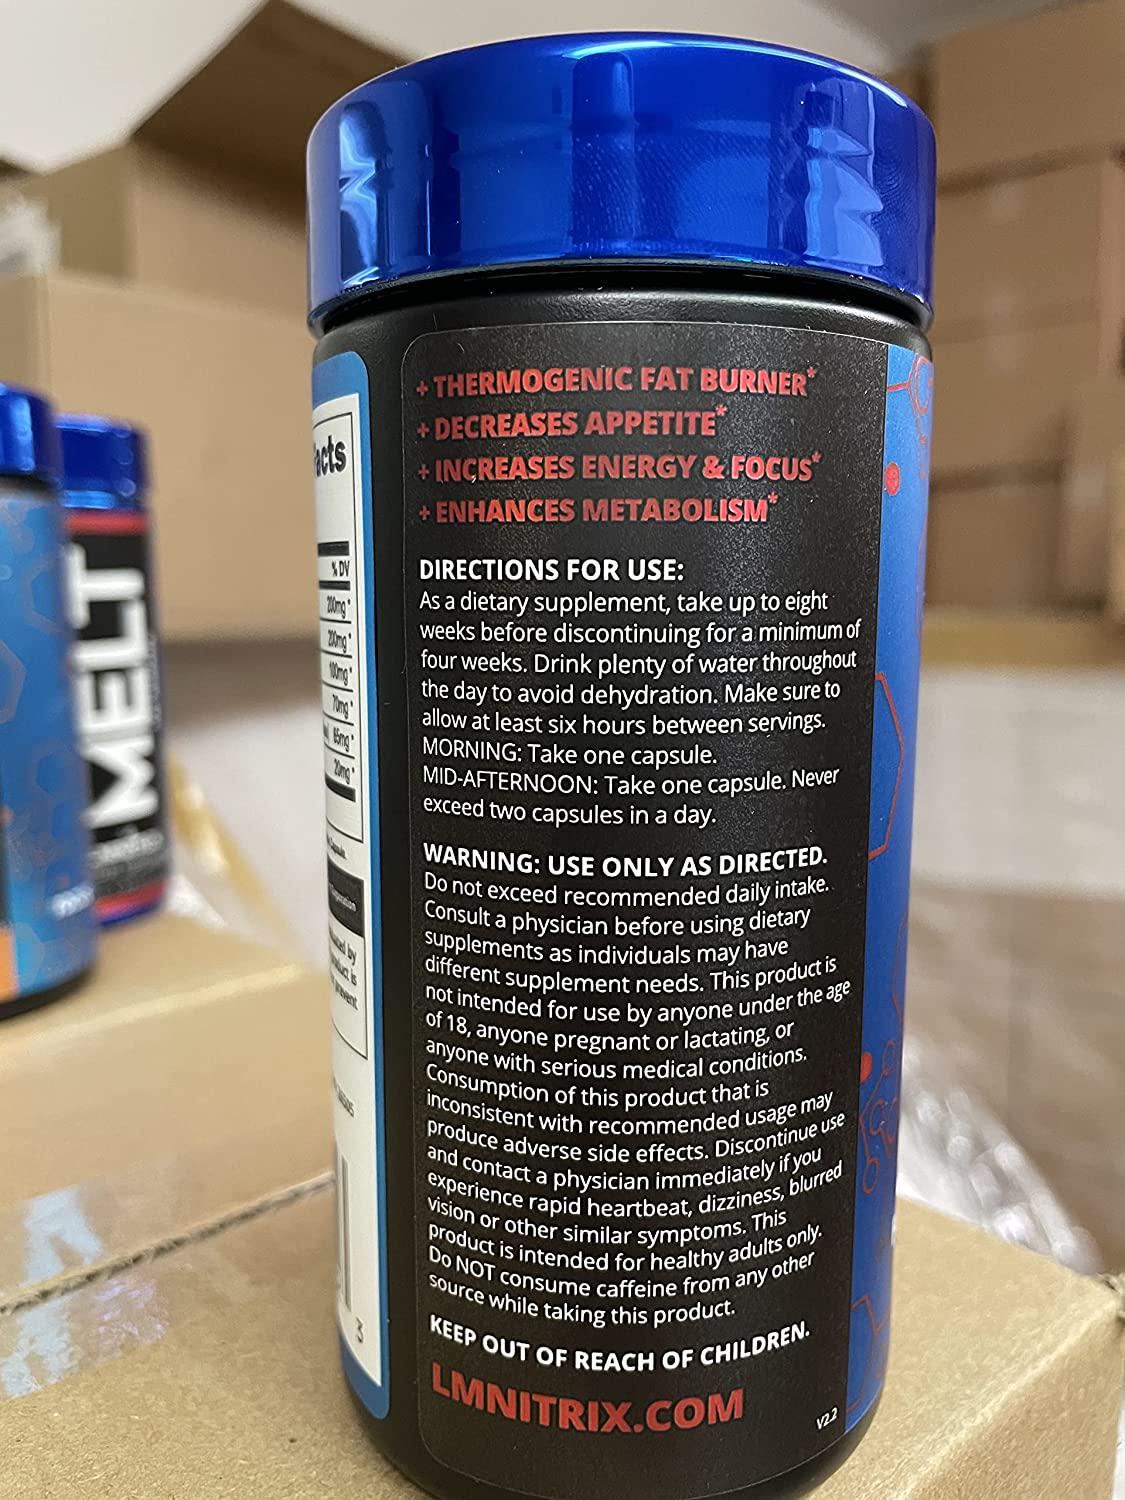 + THERMOGENIC FAT BURNER*
+ DECREASES APPETITE*
+ INCREASES ENERGY & FOCUS*
+ ENHANCES METABOLISM*
DIRECTIONS FOR USE:
As a dietary supplement, take up to eight
weeks before discontinuing for a minimum of
four weeks. Drink plenty of water throughout
the day to avoid dehydration. Make sure to
allow at least six hours between servings.
MORNING: Take one capsule.
MID-AFTERNOON: Take one capsule. Never
exceed two capsules in a day.
WARNING: USE ONLY AS DIRECTED.
Do not exceed recommended daily intake.
Consult a physician before using dietary
supplements as individuals may have
different supplement needs. This product is
not intended for use by anyone under the age
of 18, anyone pregnant or lactating, or
anyone with serious medical conditions.
Consumption of this product that is
inconsistent with recommended usage may
produce adverse side effects. Discontinue use
and contact a physician immediately if you
experience rapid heartbeat, dizziness, blurred
vision or other similar symptoms. This
product is intended for healthy adults only.
Do NOT consume caffeine from any other
source while taking this product.
KEEP OUT OF REACH OF CHILDREN.
LMNITRIX.COM
V2.2
acts
% DV
200mg*
200mg*
100mg*
70mg*
65mg*
20mg*
by
product is
prevent
3
MELT